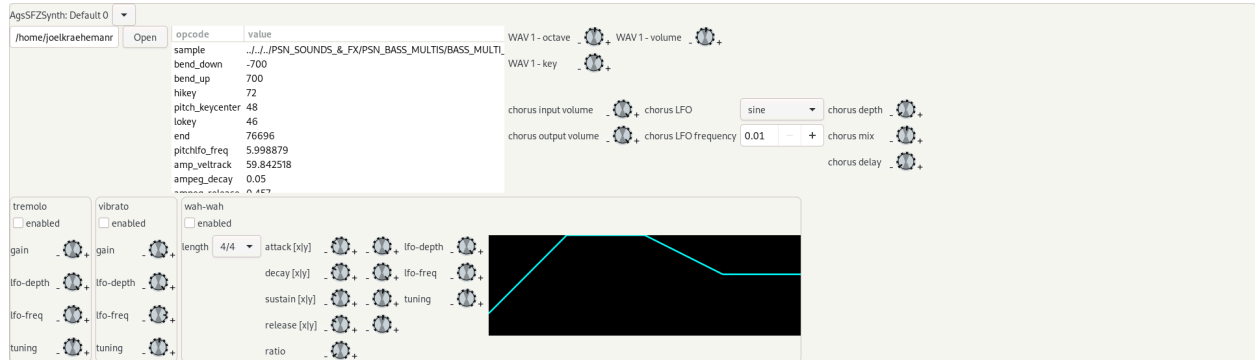 AgsSFZSynth: Default 0
/home/joelkraehemann Open
opcode value
sample ../../../PSN_SOUNDS_&_FX/PSN_BASS_MULTIS/BASS_MULTI_
bend_down -700
bend_up 700
hikey 72
pitch_keycenter 48
lokey 46
end 76696
pitchlfo_freq 5.998879
amp_veltrack 59.842518
ampeg_decay 0.05
ampeg_release 0.457
WAV 1 - octave - + WAV 1 - volume - +
WAV 1 - key - +
chorus input volume - + chorus LFO sine chorus depth - +
chorus output volume - + chorus LFO frequency 0.01 − + chorus mix - +
chorus delay - +
tremolo
enabled
gain - +
lfo-depth - +
lfo-freq - +
tuning - +
vibrato
enabled
gain - +
lfo-depth - +
lfo-freq - +
tuning - +
wah-wah
enabled
length 4/4 attack [x|y] - + - + lfo-depth - +
decay [x|y] - + - + lfo-freq - +
sustain [x|y] - + - + tuning - +
release [x|y] - + - +
ratio - +